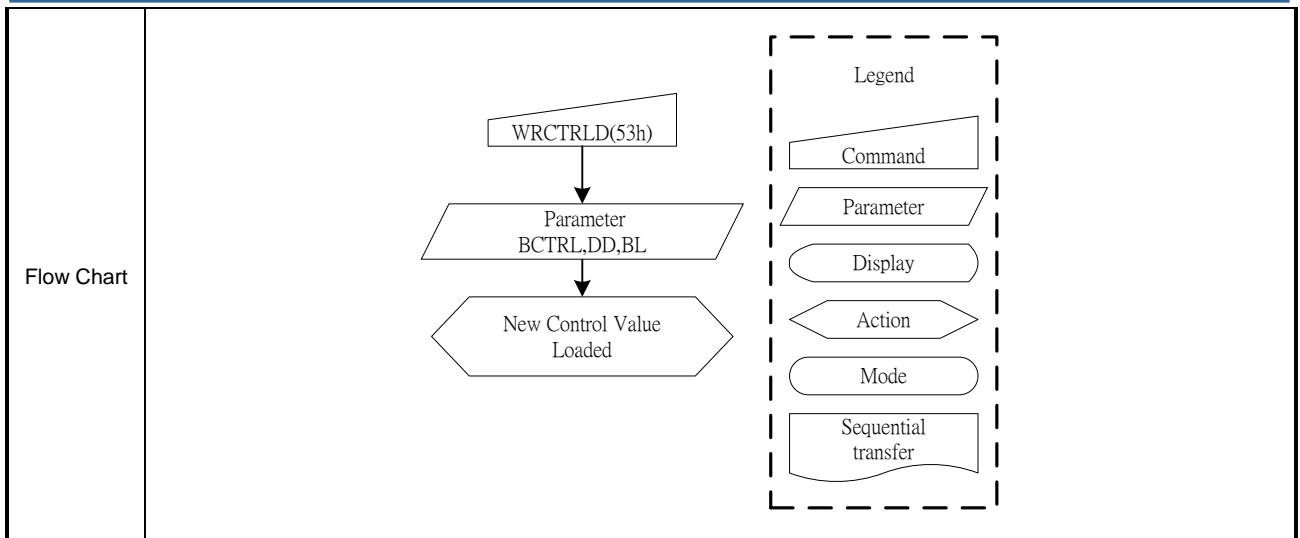 Flow Chart
WRCTRLD(53h)
Parameter
BCTRL,DD,BL
New Control Value
Loaded
Legend
Command
Parameter
Display
Action
Mode
Sequential
transfer